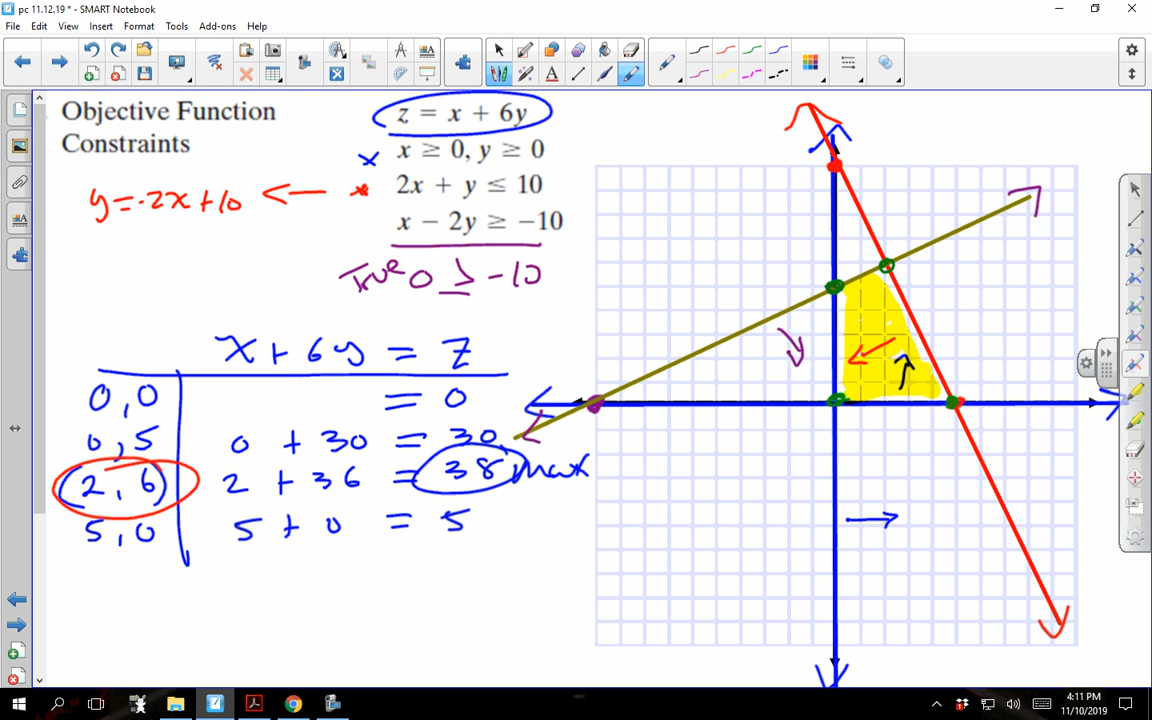 pc 11.12.19 * - SMART Notebook
File Edit View Insert Format Tools Add-ons Help
Objective Function
z = x + 6y
Constraints
x ≥ 0, y ≥ 0
2x + y ≤ 10
y = -2x + 10
x − 2y ≥ −10
True 0 ≥ -10
x + 6y = z
0, 0 = 0
0, 5 0 + 30 = 30
(2, 6) 2 + 36 = 38 max
5, 0 5 + 0 = 5
4:11 PM
11/10/2019